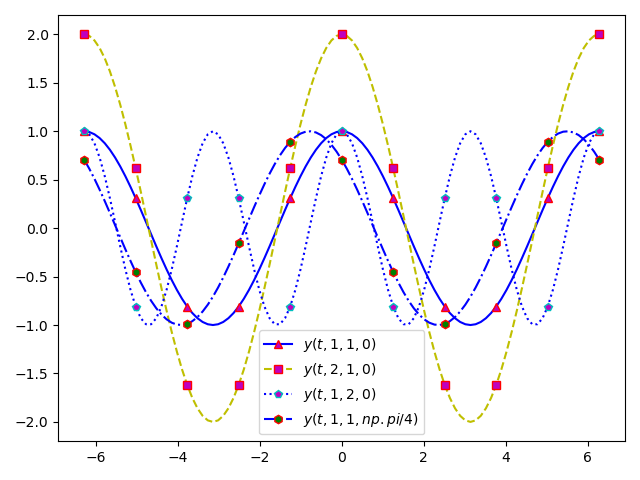 2.0
1.5
1.0
0.5
0.0
−0.5
−1.0
−1.5
−2.0
−6 −4 −2 0 2 4 6
y(t, 1, 1, 0)
y(t, 2, 1, 0)
y(t, 1, 2, 0)
y(t, 1, 1, np.pi/4)